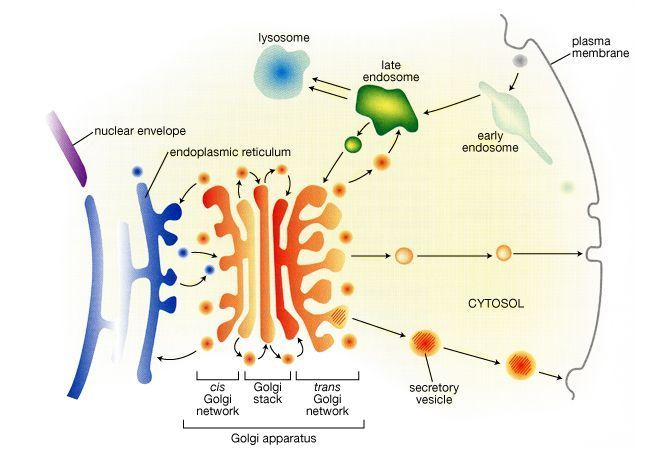 lysosome
plasma
membrane
late
endosome
nuclear envelope
early
endosome
endoplasmic reticulum
CYTOSOL
cis
Golgi
network
Golgi
stack
trans
Golgi
network
secretory
vesicle
Golgi apparatus